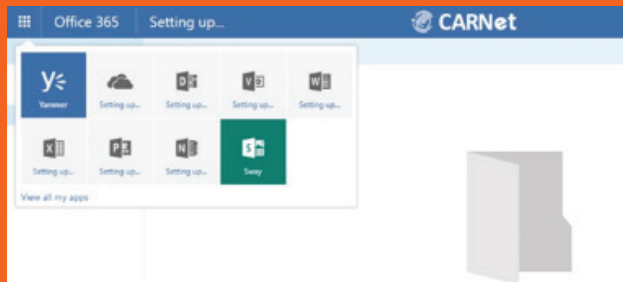 Office 365 Setting up... CARNet
Y
Yammer Setting up... D Setting up... V Setting up... W Setting up...
X Setting up... P Setting up... N Setting up... S Sway
View all my apps